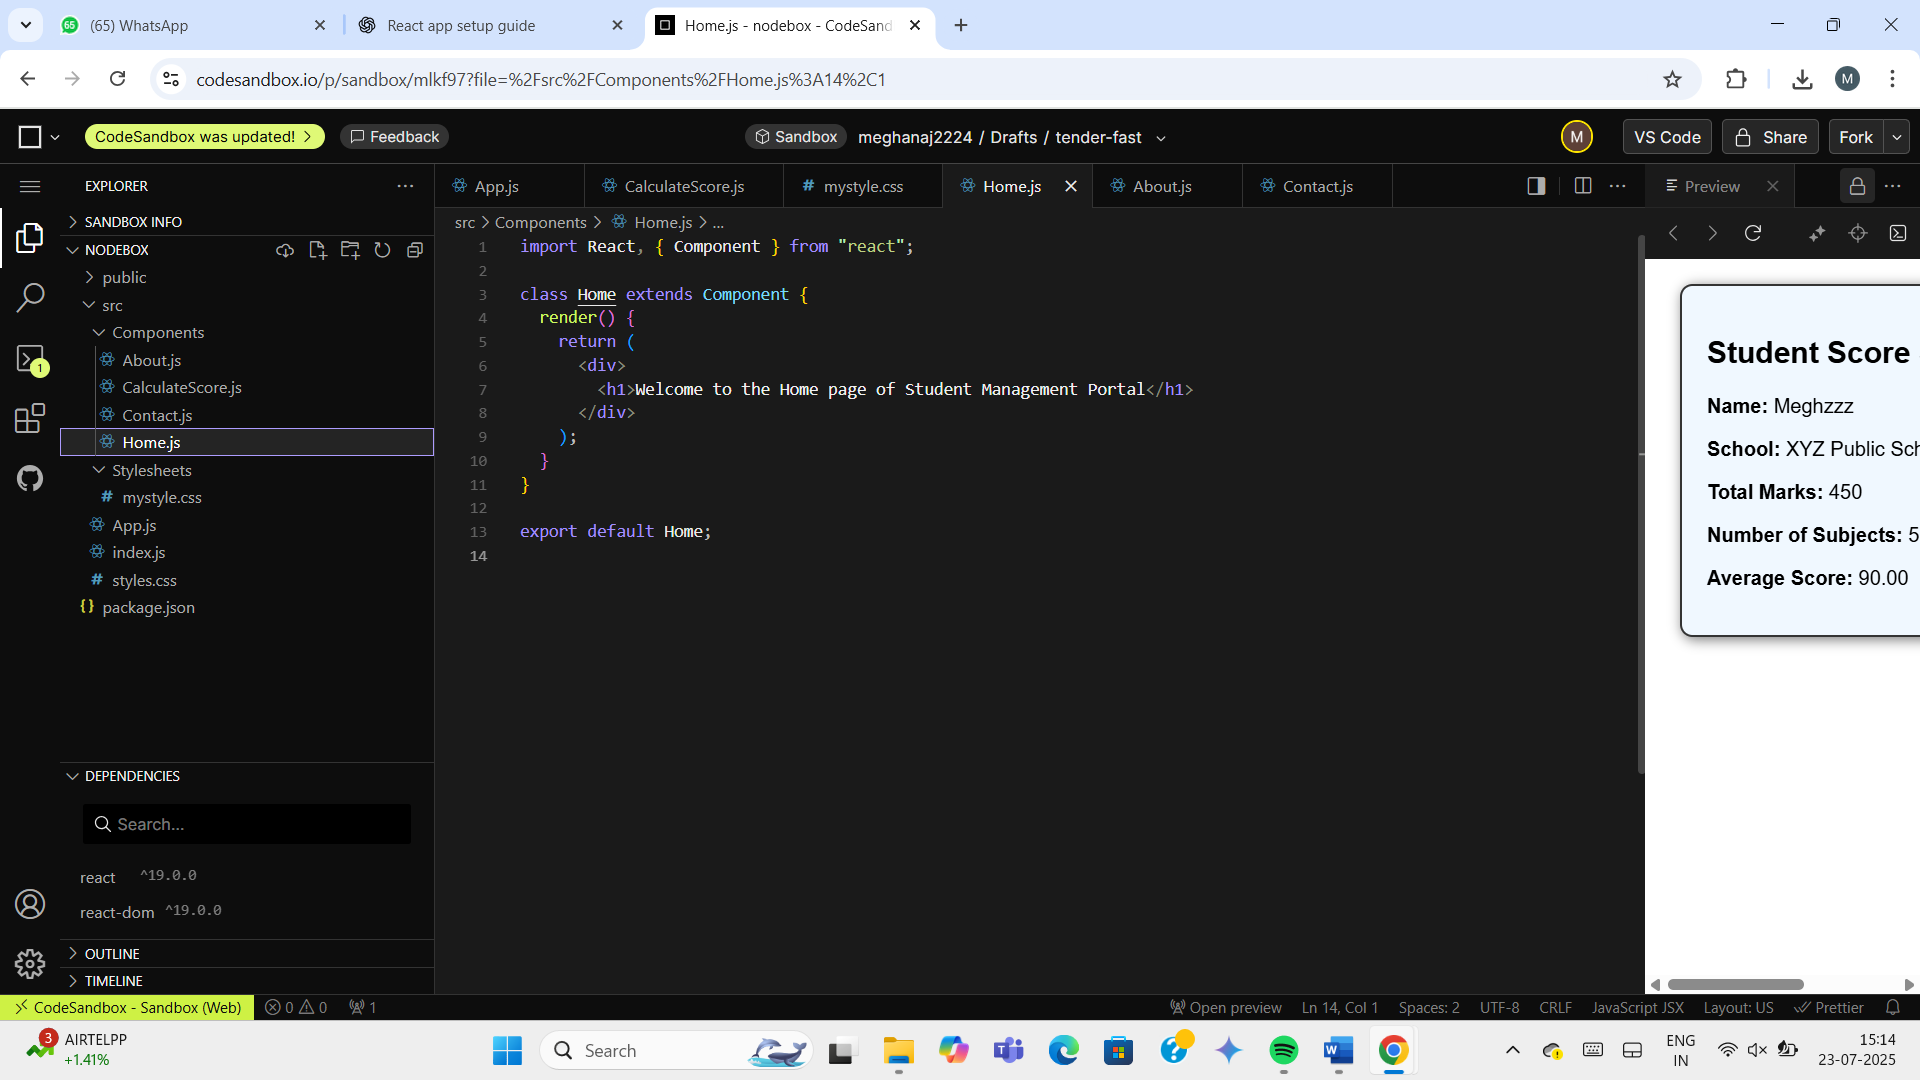 65 (65) WhatsApp
React app setup guide
Home.js - nodebox - CodeSand
codesandbox.io/p/sandbox/mlkf97?file=%2Fsrc%2FComponents%2FHome.js%3A14%2C1
M
CodeSandbox was updated!
Feedback
Sandbox
meghanaj2224 / Drafts / tender-fast
M
VS Code
Share
Fork
EXPLORER
SANDBOX INFO
NODEBOX
public
src
Components
About.js
CalculateScore.js
Contact.js
Home.js
Stylesheets
# mystyle.css
App.js
index.js
# styles.css
{} package.json
1
DEPENDENCIES
Search...
react ^19.0.0
react-dom ^19.0.0
OUTLINE
TIMELINE
App.js
CalculateScore.js
# mystyle.css
Home.js
About.js
Contact.js
src > Components > Home.js > ...
1 import React, { Component } from "react";
2
3 class Home extends Component {
4 render() {
5 return (
6 <div>
7 <h1>Welcome to the Home page of Student Management Portal</h1>
8 </div>
9 );
10 }
11 }
12
13 export default Home;
14
Preview
Student Score
Name: Meghzzz
School: XYZ Public Sch
Total Marks: 450
Number of Subjects: 5
Average Score: 90.00
CodeSandbox - Sandbox (Web)
0 0
1
Open preview
Ln 14, Col 1
Spaces: 2
UTF-8
CRLF
JavaScript JSX
Layout: US
Prettier
3
AIRTELPP
+1.41%
Search
ENG
IN
15:14
23-07-2025